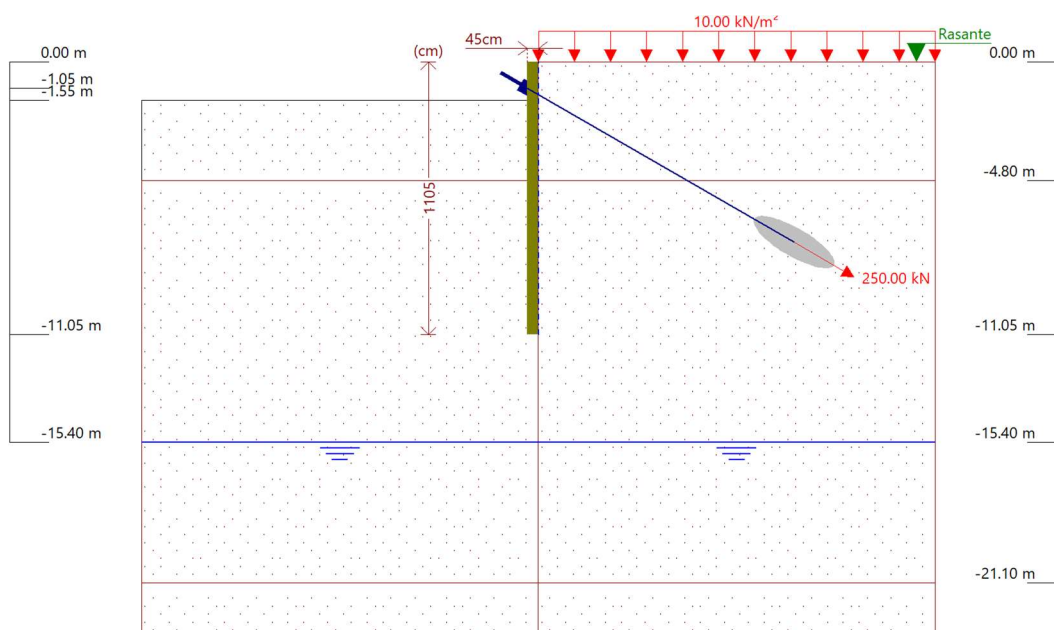 10.00 kN/m²
Rasante
(cm)
45cm
0.00 m
0.00 m
-1.05 m
-1.55 m
-4.80 m
1105
250.00 kN
-11.05 m
-11.05 m
-15.40 m
-15.40 m
-21.10 m